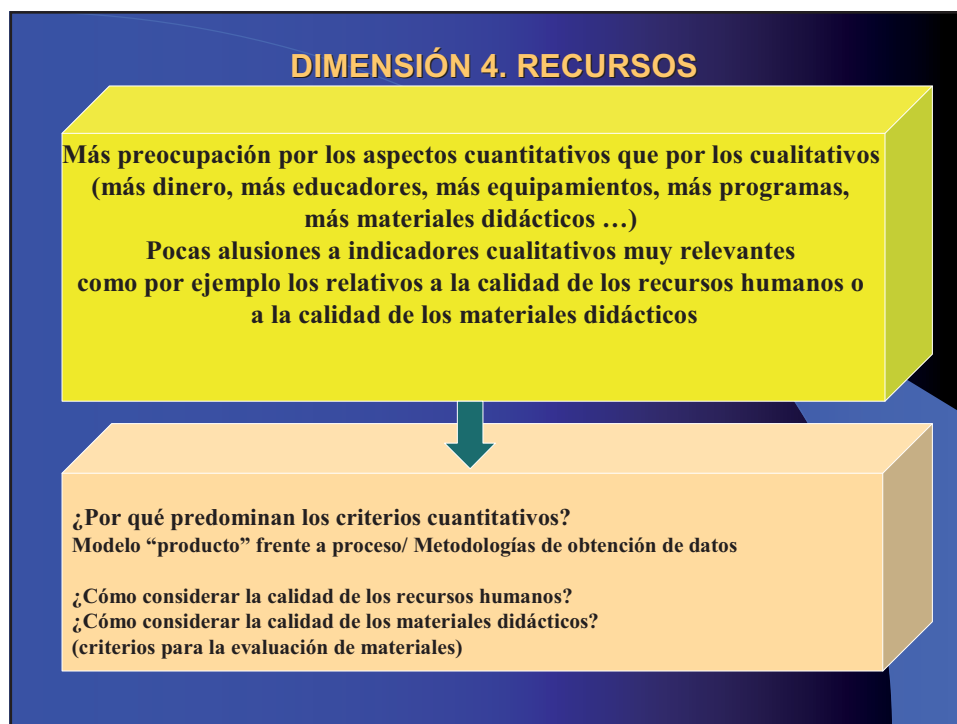 DIMENSIÓN 4. RECURSOS
Más preocupación por los aspectos cuantitativos que por los cualitativos
(más dinero, más educadores, más equipamientos, más programas,
más materiales didácticos ...)
Pocas alusiones a indicadores cualitativos muy relevantes
como por ejemplo los relativos a la calidad de los recursos humanos o
a la calidad de los materiales didácticos
¿Por qué predominan los criterios cuantitativos?
Modelo “producto” frente a proceso/ Metodologías de obtención de datos
¿Cómo considerar la calidad de los recursos humanos?
¿Cómo considerar la calidad de los materiales didácticos?
(criterios para la evaluación de materiales)